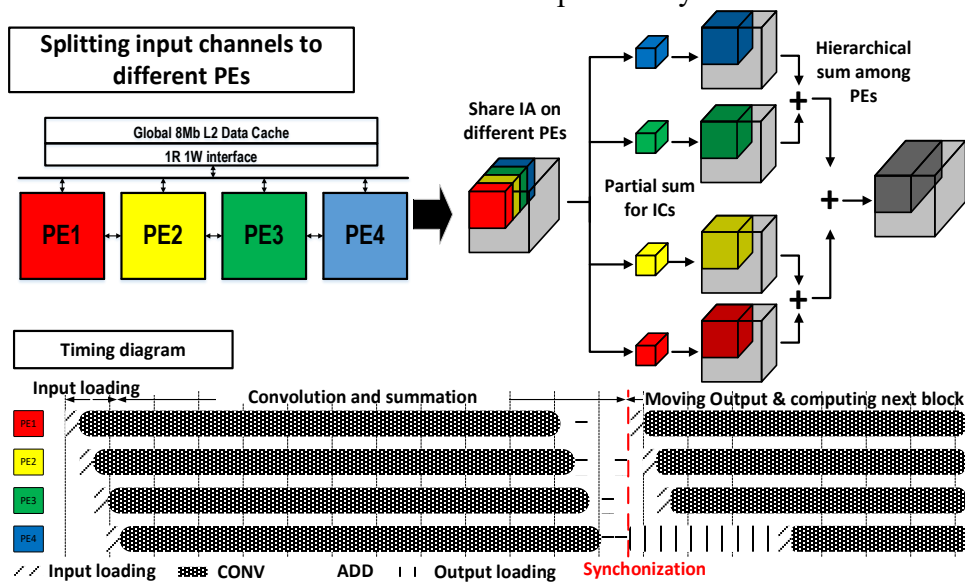 Splitting input channels to
different PEs
Global 8Mb L2 Data Cache
1R 1W interface
PE1
PE2
PE3
PE4
Share IA on
different PEs
Partial sum
for ICs
Hierarchical
sum among
PEs
+
+
+
Timing diagram
Input loading
Convolution and summation
Moving Output & computing next block
PE1
PE2
PE3
PE4
Input loading
CONV
ADD
Output loading
Synchonization